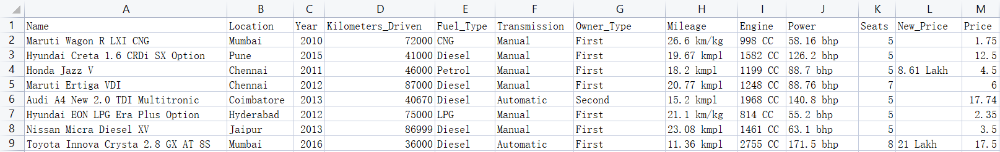 A B C D E F G H I J K L M
1 Name Location Year Kilometers_Driven Fuel_Type Transmission Owner_Type Mileage Engine Power Seats New_Price Price
2 Maruti Wagon R LXI CNG Mumbai 2010 72000 CNG Manual First 26.6 km/kg 998 CC 58.16 bhp 5 1.75
3 Hyundai Creta 1.6 CRDi SX Option Pune 2015 41000 Diesel Manual First 19.67 kmpl 1582 CC 126.2 bhp 5 12.5
4 Honda Jazz V Chennai 2011 46000 Petrol Manual First 18.2 kmpl 1199 CC 88.7 bhp 5 8.61 Lakh 4.5
5 Maruti Ertiga VDI Chennai 2012 87000 Diesel Manual First 20.77 kmpl 1248 CC 88.76 bhp 7 6
6 Audi A4 New 2.0 TDI Multitronic Coimbatore 2013 40670 Diesel Automatic Second 15.2 kmpl 1968 CC 140.8 bhp 5 17.74
7 Hyundai EON LPG Era Plus Option Hyderabad 2012 75000 LPG Manual First 21.1 km/kg 814 CC 55.2 bhp 5 2.35
8 Nissan Micra Diesel XV Jaipur 2013 86999 Diesel Manual First 23.08 kmpl 1461 CC 63.1 bhp 5 3.5
9 Toyota Innova Crysta 2.8 GX AT 8S Mumbai 2016 36000 Diesel Automatic First 11.36 kmpl 2755 CC 171.5 bhp 8 21 Lakh 17.5